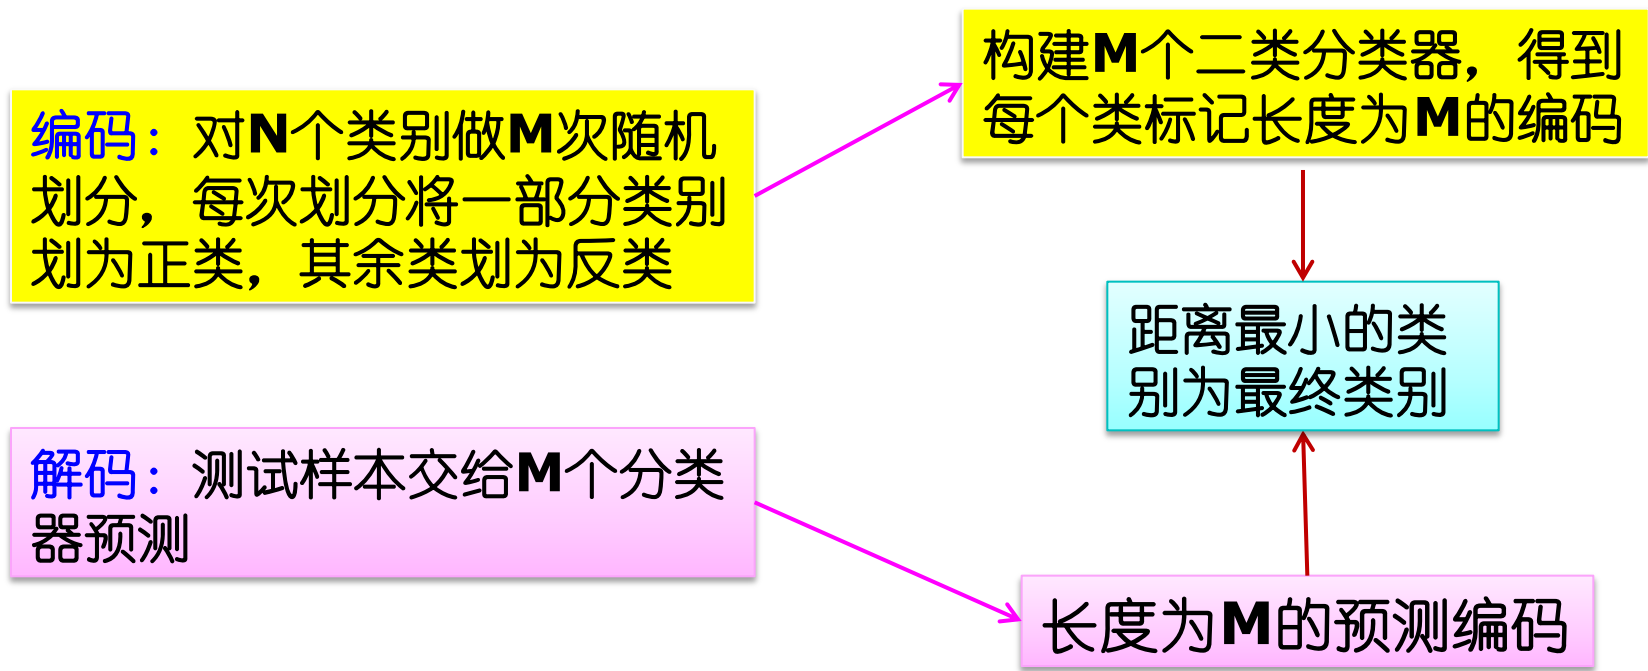 编码：对N个类别做M次随机
划分，每次划分将一部分类别
划为正类，其余类划为反类
构建M个二类分类器，得到
每个类标记长度为M的编码
距离最小的类
别为最终类别
解码：测试样本交给M个分类
器预测
长度为M的预测编码